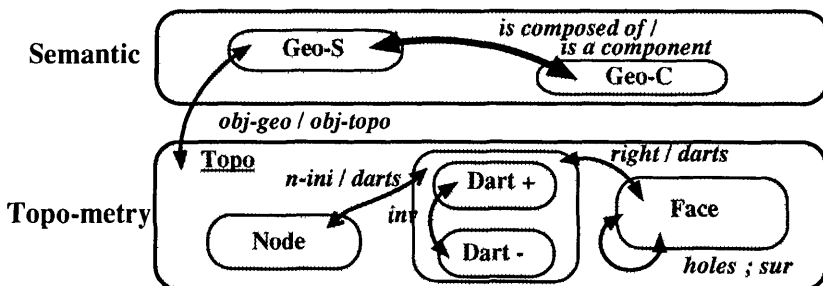 Semantic
Geo-S
is composed of /
is a component
Geo-C
obj-geo / obj-topo
Topo-metry
Topo
n-ini / darts
right / darts
Dart +
inv
Dart -
Node
Face
holes ; sur